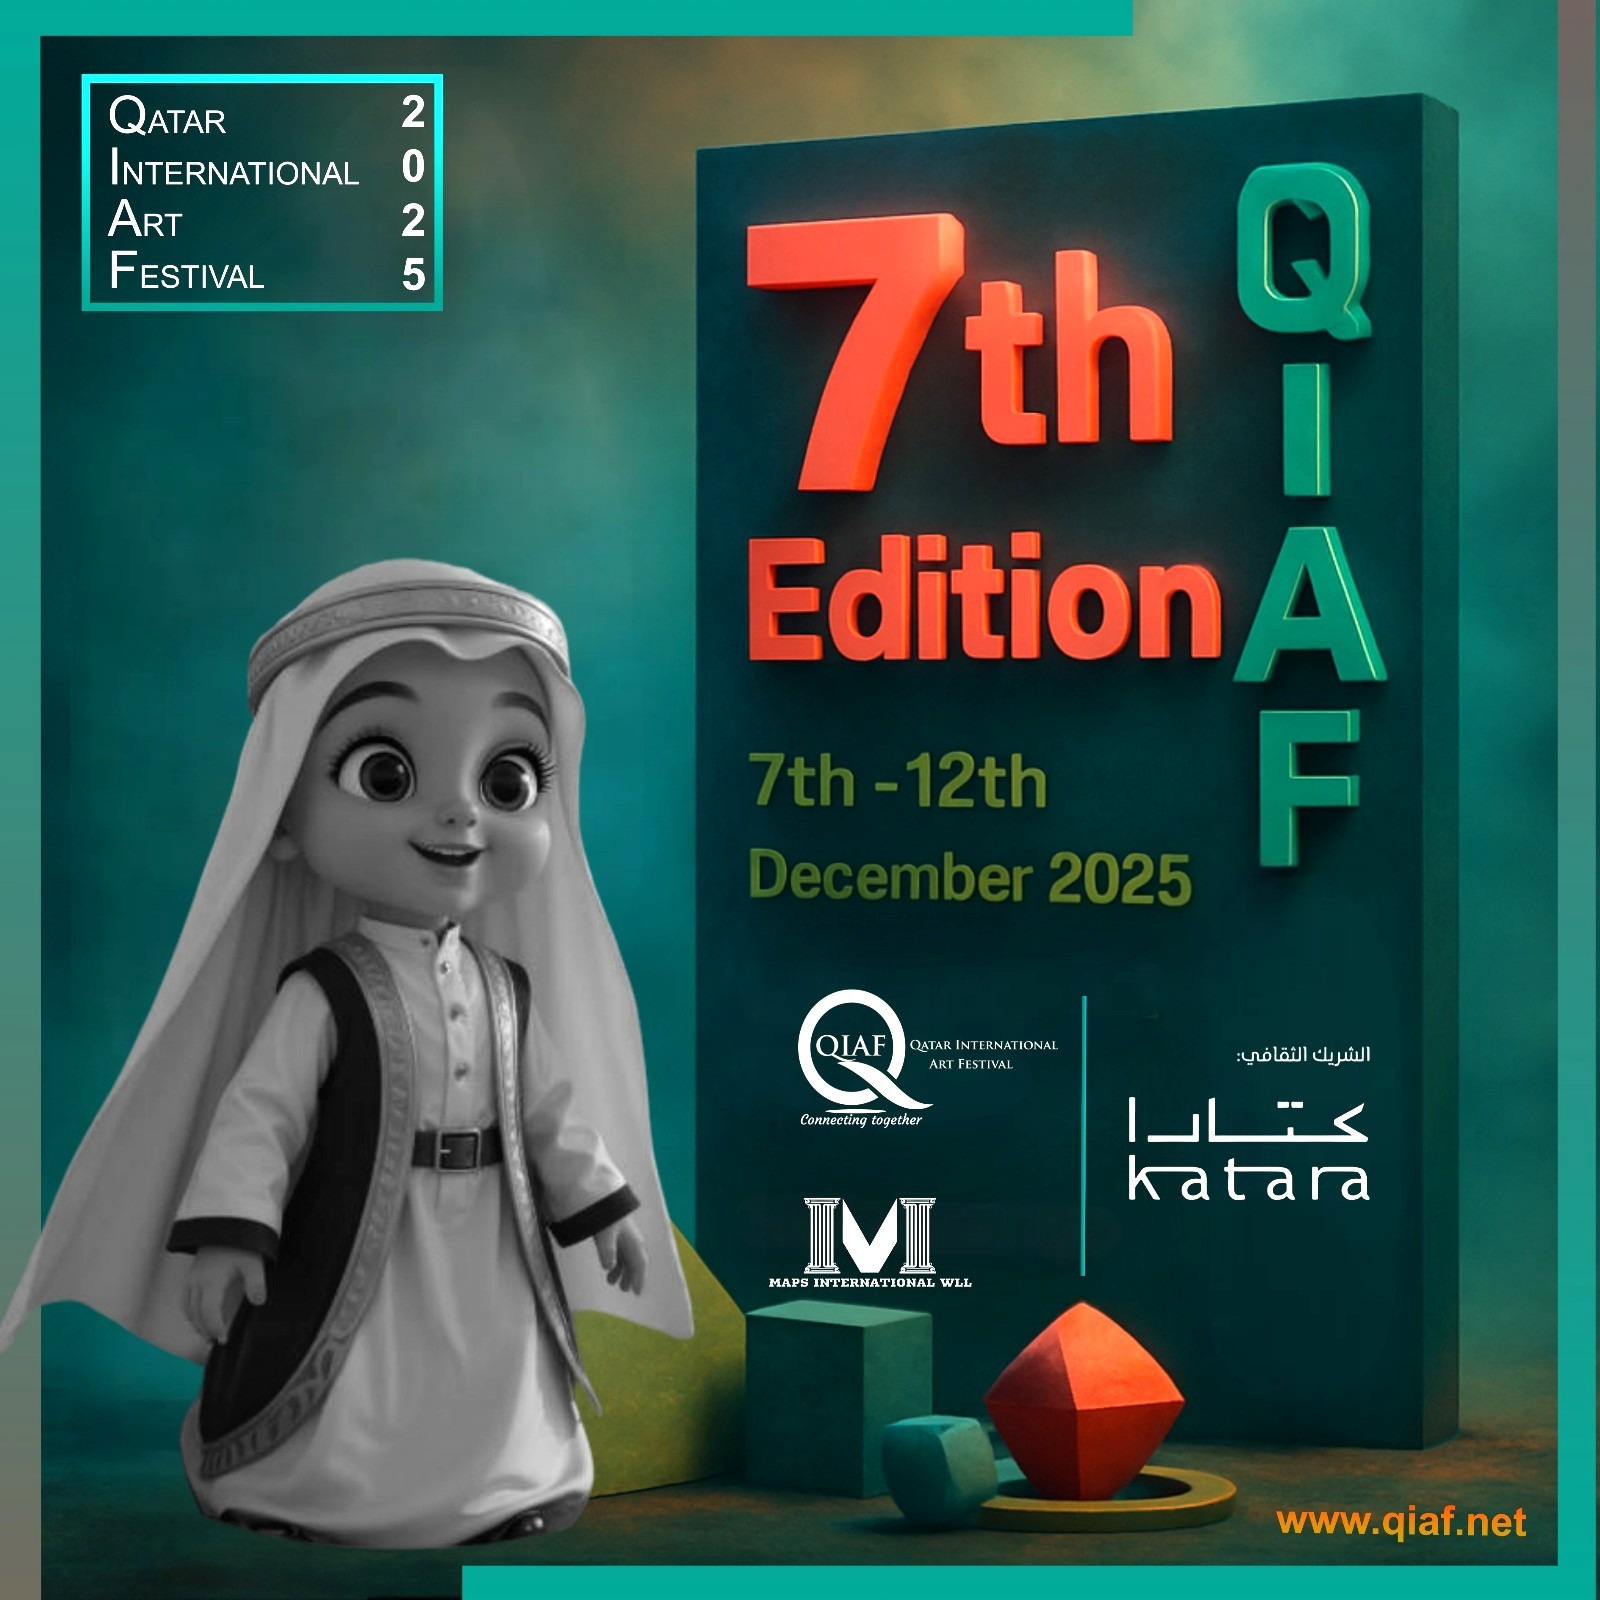 QATAR 2
INTERNATIONAL 0
ART 2
FESTIVAL 5
7th
Edition
QIAF
7th - 12th
December 2025
QIAF
QATAR INTERNATIONAL
ART FESTIVAL
Connecting together
الشريك الثقافي:
كتارا
katara
M
MAPS INTERNATIONAL WLL
www.qiaf.net